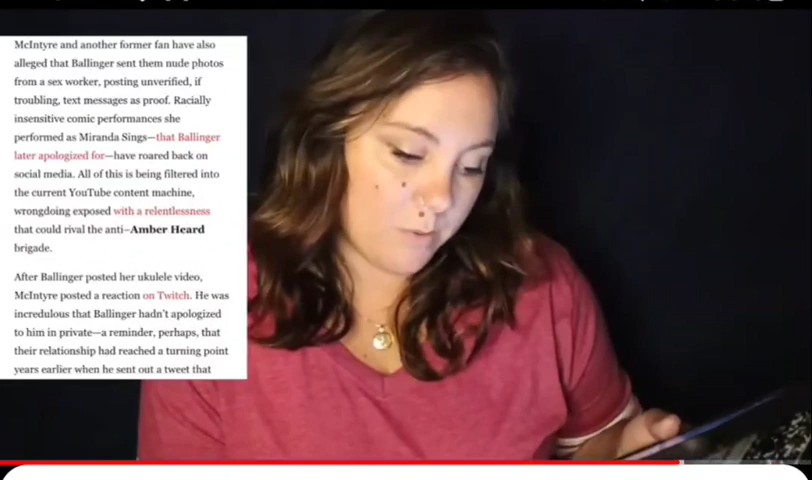 McIntyre and another former fan have also
alleged that Ballinger sent them nude photos
from a sex worker, posting unverified, if
troubling, text messages as proof. Racially
insensitive comic performances she
performed as Miranda Sings—that Ballinger
later apologized for—have roared back on
social media. All of this is being filtered into
the current YouTube content machine,
wrongdoing exposed with a relentlessness
that could rival the anti–Amber Heard
brigade.
After Ballinger posted her ukulele video,
McIntyre posted a reaction on Twitch. He was
incredulous that Ballinger hadn't apologized
to him in private—a reminder, perhaps, that
their relationship had reached a turning point
years earlier when he sent out a tweet that